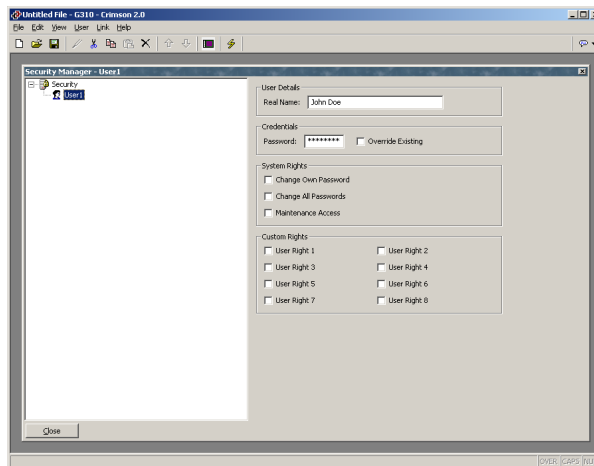 Untitled File - G310 - Crimson 2.0
File Edit View User Link Help
Security Manager - User1
Security
User1
User Details
Real Name: John Doe
Credentials
Password: ******** Override Existing
System Rights
Change Own Password
Change All Passwords
Maintenance Access
Custom Rights
User Right 1 User Right 2
User Right 3 User Right 4
User Right 5 User Right 6
User Right 7 User Right 8
Close
OVER CAPS NU